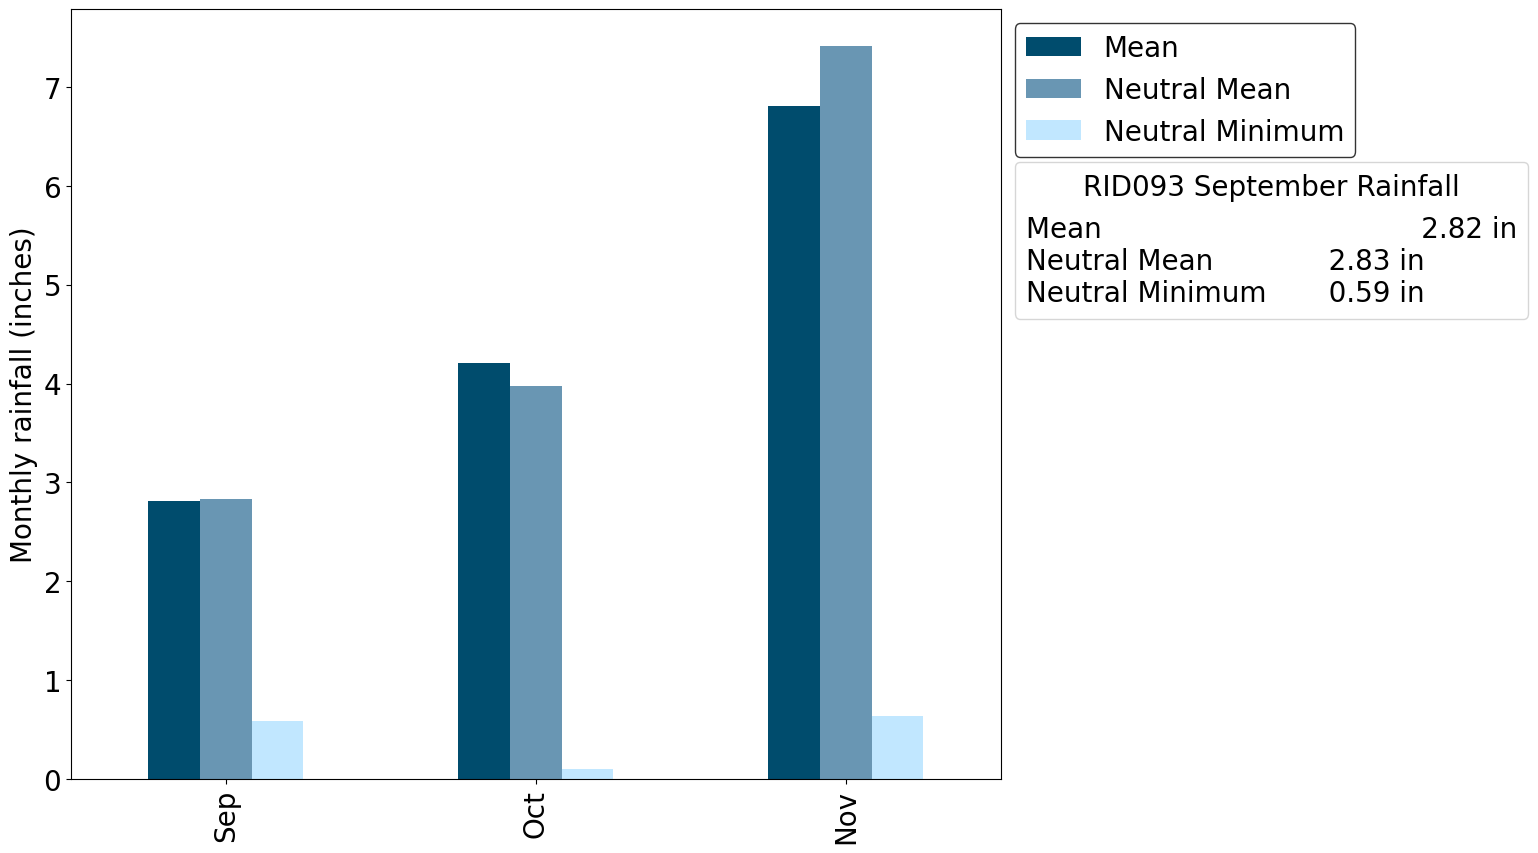 Monthly rainfall (inches)
7
6
5
4
3
2
1
0
Sep
Oct
Nov
Mean
Neutral Mean
Neutral Minimum
RID093 September Rainfall
Mean 2.82 in
Neutral Mean 2.83 in
Neutral Minimum 0.59 in